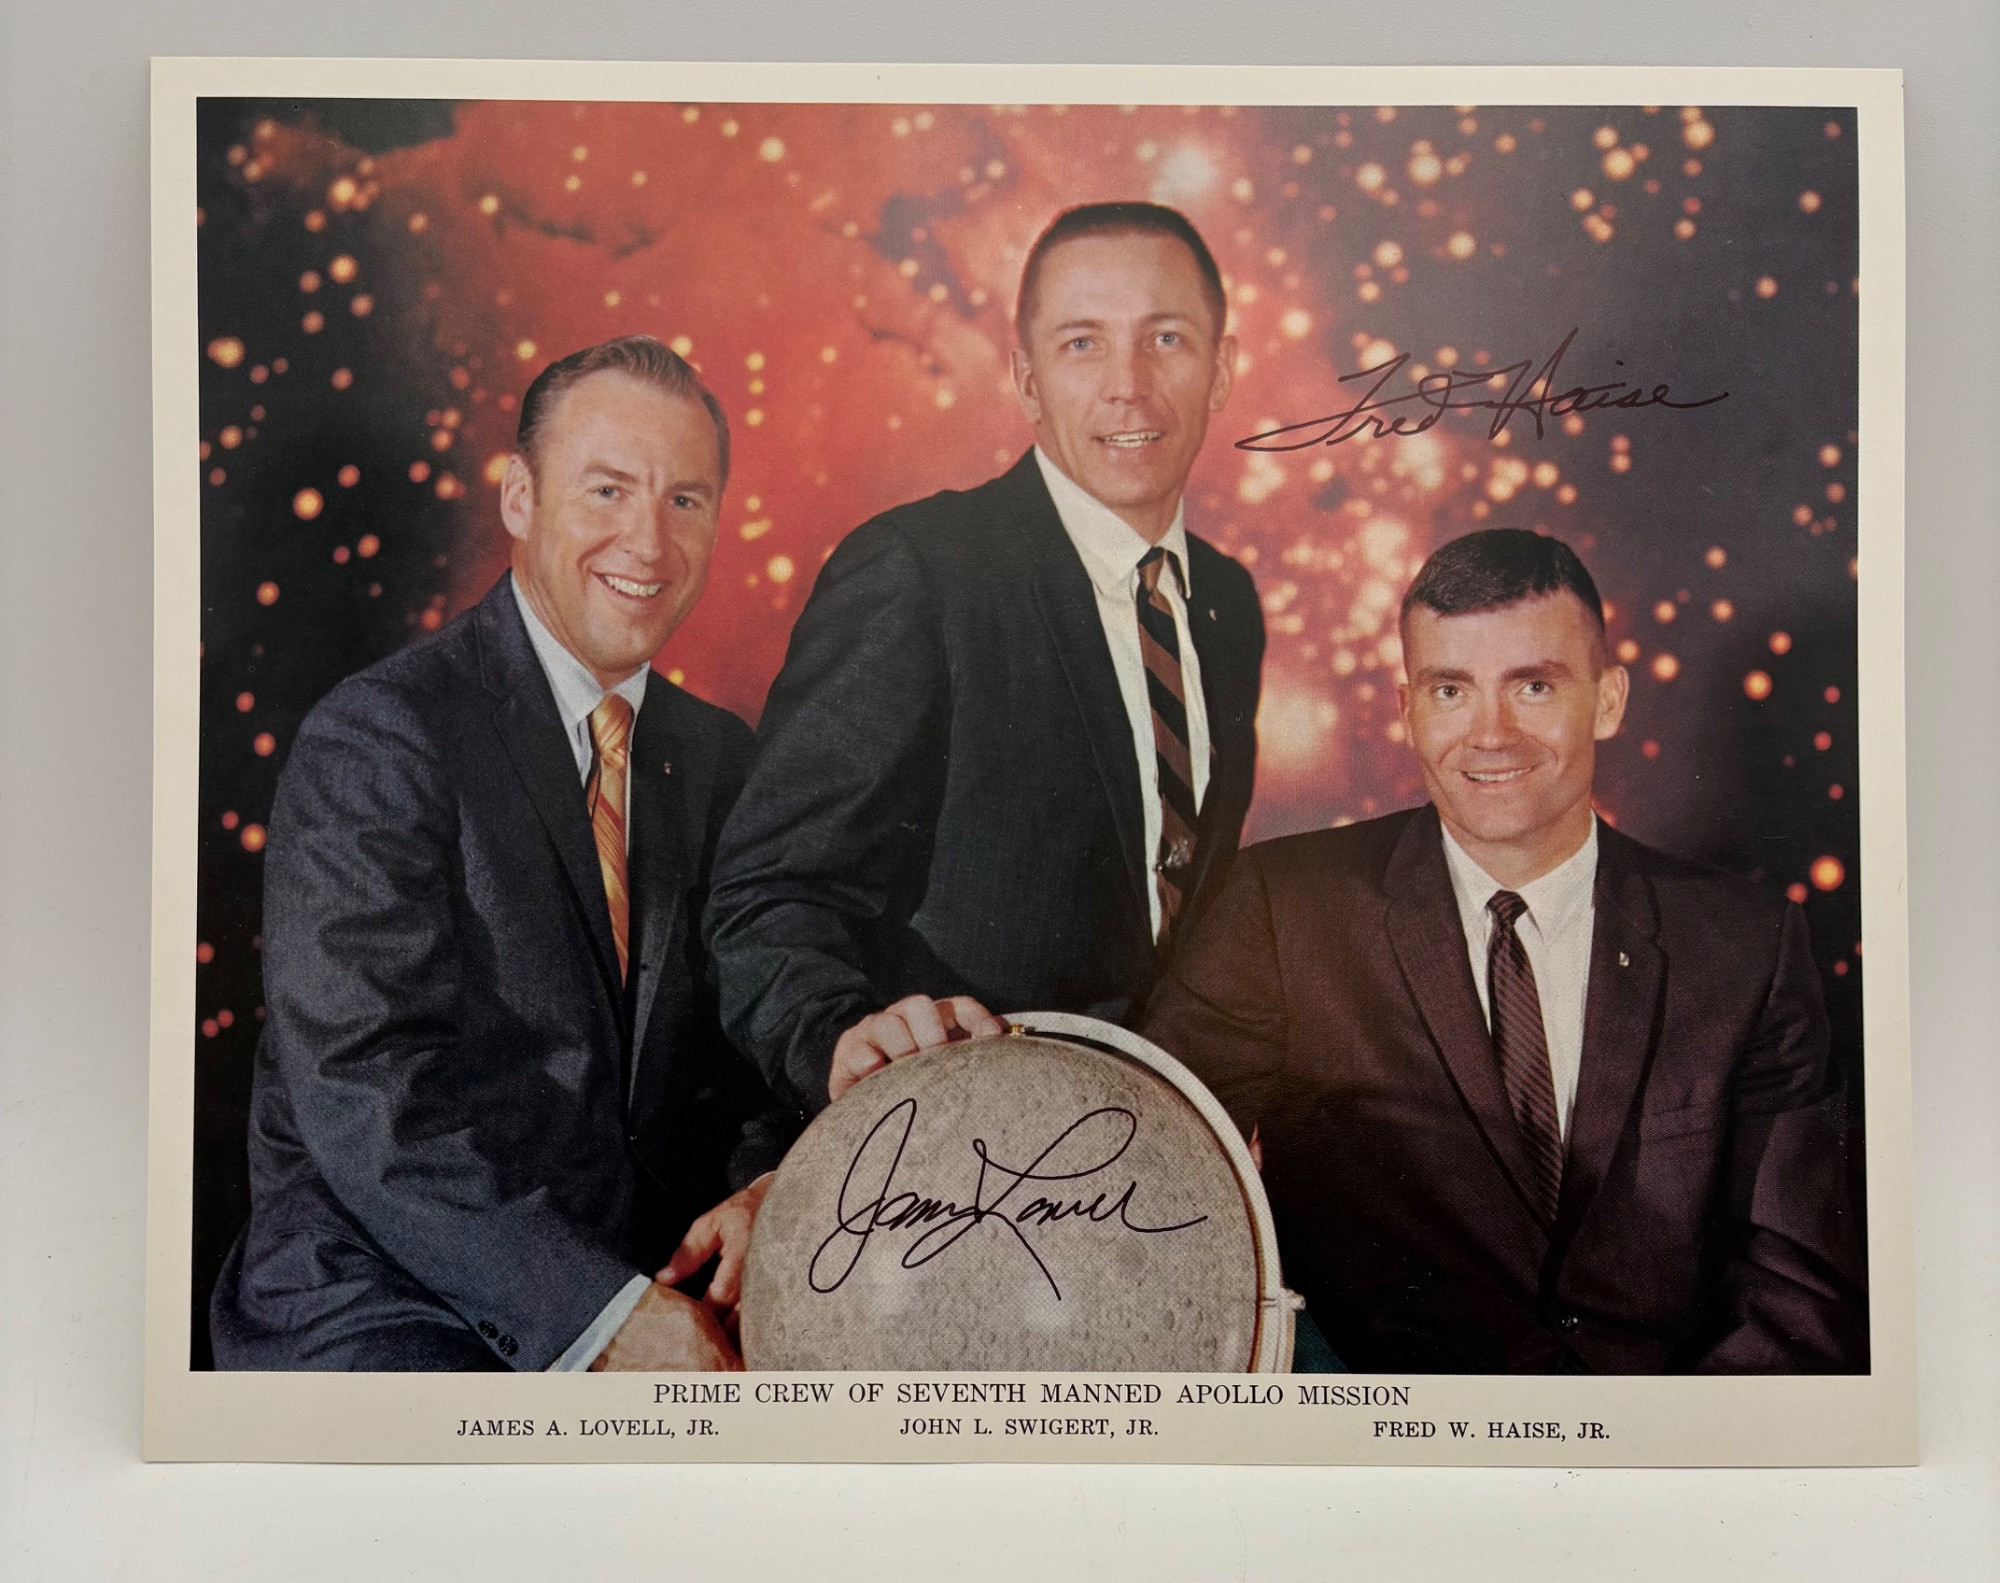 Fred Haise
James Lovell
PRIME CREW OF SEVENTH MANNED APOLLO MISSION
JAMES A. LOVELL, JR. JOHN L. SWIGERT, JR. FRED W. HAISE, JR.